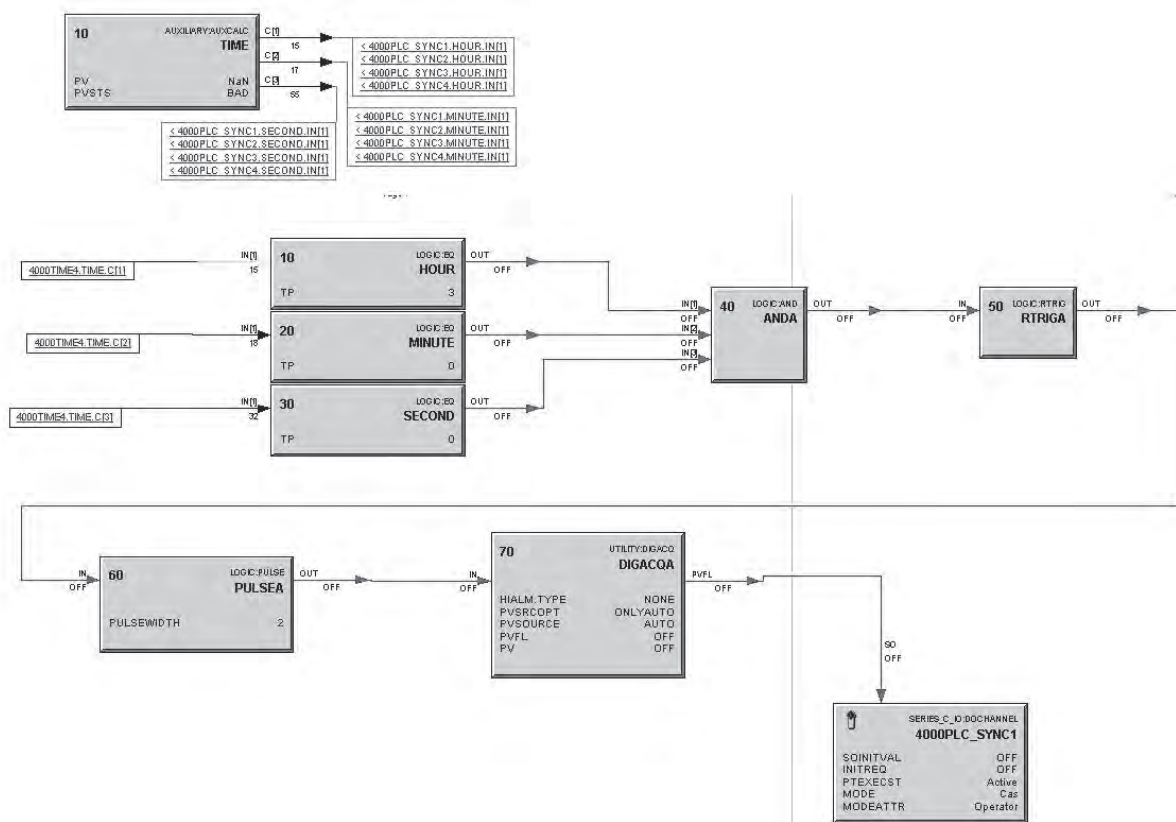 10 AUXILIARY:AUXCALC
TIME
PV NaN
PVSTS BAD
C[1]
15
C[2]
17
C[3]
55
< 4000PLC_SYNC1.HOUR.IN[1]
< 4000PLC_SYNC2.HOUR.IN[1]
< 4000PLC_SYNC3.HOUR.IN[1]
< 4000PLC_SYNC4.HOUR.IN[1]
< 4000PLC_SYNC1.MINUTE.IN[1]
< 4000PLC_SYNC2.MINUTE.IN[1]
< 4000PLC_SYNC3.MINUTE.IN[1]
< 4000PLC_SYNC4.MINUTE.IN[1]
< 4000PLC_SYNC1.SECOND.IN[1]
< 4000PLC_SYNC2.SECOND.IN[1]
< 4000PLC_SYNC3.SECOND.IN[1]
< 4000PLC_SYNC4.SECOND.IN[1]
4000TIME4.TIME.C[1]
IN[1]
15
10 LOGIC:EQ
HOUR
TP 3
OUT
OFF
4000TIME4.TIME.C[2]
IN[1]
18
20 LOGIC:EQ
MINUTE
TP 0
OUT
OFF
4000TIME4.TIME.C[3]
IN[1]
32
30 LOGIC:EQ
SECOND
TP 0
OUT
OFF
IN[1]
OFF
IN[2]
OFF
IN[3]
OFF
40 LOGIC:AND
ANDA
OUT
OFF
IN
OFF
50 LOGIC:RTRIG
RTRIGA
OUT
OFF
IN
OFF
60 LOGIC:PULSE
PULSEA
PULSEWIDTH 2
OUT
OFF
IN
OFF
70 UTILITY:DIGACQ
DIGACQA
HIALM.TYPE NONE
PVSRCOPT ONLYAUTO
PVSOURCE AUTO
PVFL OFF
PV OFF
PVFL
OFF
SO
OFF
SERIES_C_IO:DOCHANNEL
4000PLC_SYNC1
SOINITVAL OFF
INITREQ OFF
PTEXECST Active
MODE Cas
MODEATTR Operator